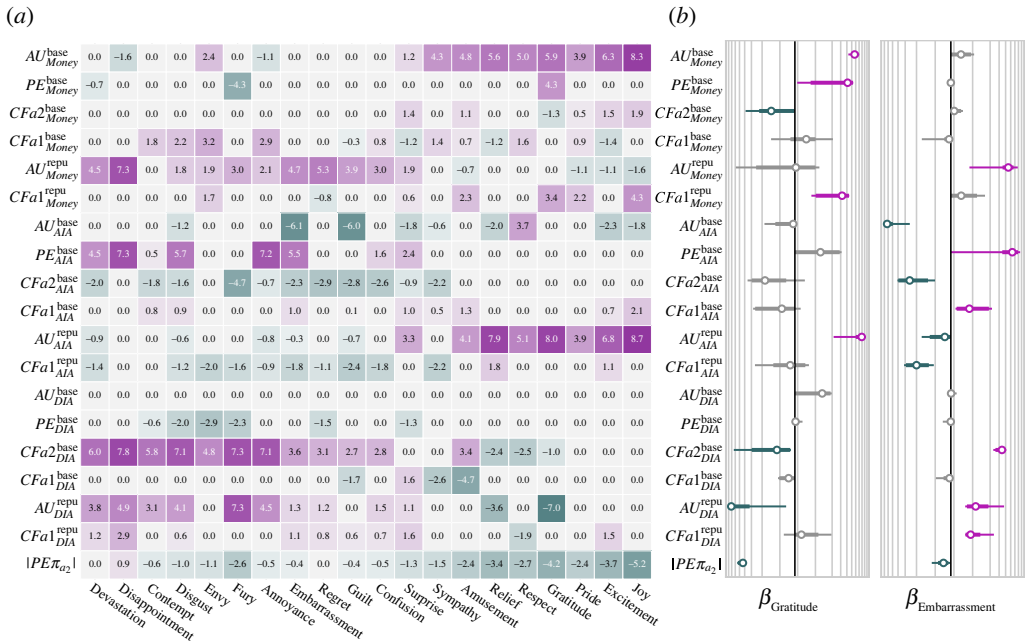 (a)
(b)
AU^base_Money 0.0 −1.6 0.0 0.0 2.4 0.0 −1.1 0.0 0.0 0.0 0.0 1.2 4.3 4.8 5.6 5.0 5.9 3.9 6.3 8.3 AU^base_Money
PE^base_Money −0.7 0.0 0.0 0.0 0.0 −4.3 0.0 0.0 0.0 0.0 0.0 0.0 0.0 0.0 0.0 0.0 4.3 0.0 0.0 0.0 PE^base_Money
CFa2^base_Money 0.0 0.0 0.0 0.0 0.0 0.0 0.0 0.0 0.0 0.0 0.0 1.4 0.0 1.1 0.0 0.0 −1.3 0.5 1.5 1.9 CFa2^base_Money
CFa1^base_Money 0.0 0.0 1.8 2.2 3.2 0.0 2.9 0.0 0.0 −0.3 0.8 −1.2 1.4 0.7 −1.2 1.6 0.0 0.9 −1.4 0.0 CFa1^base_Money
AU^repu_Money 4.5 7.3 0.0 1.8 1.9 3.0 2.1 4.7 5.3 3.9 3.0 1.9 0.0 −0.7 0.0 0.0 0.0 −1.1 −1.1 −1.6 AU^repu_Money
CFa1^repu_Money 0.0 0.0 0.0 0.0 1.7 0.0 0.0 0.0 −0.8 0.0 0.0 0.6 0.0 2.3 0.0 0.0 3.4 2.2 0.0 4.3 CFa1^repu_Money
AU^base_AIA 0.0 0.0 0.0 −1.2 0.0 0.0 0.0 −6.1 0.0 −6.0 0.0 −1.8 −0.6 0.0 −2.0 3.7 0.0 0.0 −2.3 −1.8 AU^base_AIA
PE^base_AIA 4.5 7.3 0.5 5.7 0.0 0.0 7.2 5.5 0.0 0.0 1.6 2.4 0.0 0.0 0.0 0.0 0.0 0.0 0.0 0.0 PE^base_AIA
CFa2^base_AIA −2.0 0.0 −1.8 −1.6 0.0 −4.7 −0.7 −2.3 −2.9 −2.8 −2.6 −0.9 −2.2 0.0 0.0 0.0 0.0 0.0 0.0 0.0 CFa2^base_AIA
CFa1^base_AIA 0.0 0.0 0.8 0.9 0.0 0.0 0.0 1.0 0.0 0.1 0.0 1.0 0.5 1.3 0.0 0.0 0.0 0.0 0.7 2.1 CFa1^base_AIA
AU^repu_AIA −0.9 0.0 0.0 −0.6 0.0 0.0 −0.8 −0.3 0.0 −0.7 0.0 3.3 0.0 4.1 7.9 5.1 8.0 3.9 6.8 8.7 AU^repu_AIA
CFa1^repu_AIA −1.4 0.0 0.0 −1.2 −2.0 −1.6 −0.9 −1.8 −1.1 −2.4 −1.8 0.0 −2.2 0.0 1.8 0.0 0.0 0.0 1.1 0.0 CFa1^repu_AIA
AU^base_DIA 0.0 0.0 0.0 0.0 0.0 0.0 0.0 0.0 0.0 0.0 0.0 0.0 0.0 0.0 0.0 0.0 0.0 0.0 0.0 0.0 AU^base_DIA
PE^base_DIA 0.0 0.0 −0.6 −2.0 −2.9 −2.3 0.0 0.0 −1.5 0.0 0.0 −1.3 0.0 0.0 0.0 0.0 0.0 0.0 0.0 0.0 PE^base_DIA
CFa2^base_DIA 6.0 7.8 5.8 7.1 4.8 7.3 7.1 3.6 3.1 2.7 2.8 0.0 0.0 3.4 −2.4 −2.5 −1.0 0.0 0.0 0.0 CFa2^base_DIA
CFa1^base_DIA 0.0 0.0 0.0 0.0 0.0 0.0 0.0 0.0 0.0 −1.7 0.0 1.6 −2.6 −4.7 0.0 0.0 0.0 0.0 0.0 0.0 CFa1^base_DIA
AU^repu_DIA 3.8 4.9 3.1 4.1 0.0 7.3 4.5 1.3 1.2 0.0 1.5 1.1 0.0 0.0 −3.6 0.0 −7.0 0.0 0.0 0.0 AU^repu_DIA
CFa1^repu_DIA 1.2 2.9 0.0 0.6 0.0 0.0 0.0 1.1 0.8 0.6 0.7 1.6 0.0 0.0 0.0 −1.9 0.0 0.0 1.5 0.0 CFa1^repu_DIA
|PEπ_a2| 0.0 0.9 −0.6 −1.0 −1.1 −2.6 −0.5 −0.4 0.0 −0.4 −0.5 −1.3 −1.5 −2.4 −3.4 −2.7 −4.2 −2.4 −3.7 −5.2 |PEπ_a2|
Devastation
Disappointment
Contempt
Disgust
Envy
Fury
Annoyance
Embarrassment
Regret
Guilt
Confusion
Surprise
Sympathy
Amusement
Relief
Respect
Gratitude
Pride
Excitement
Joy
β_Gratitude
β_Embarrassment